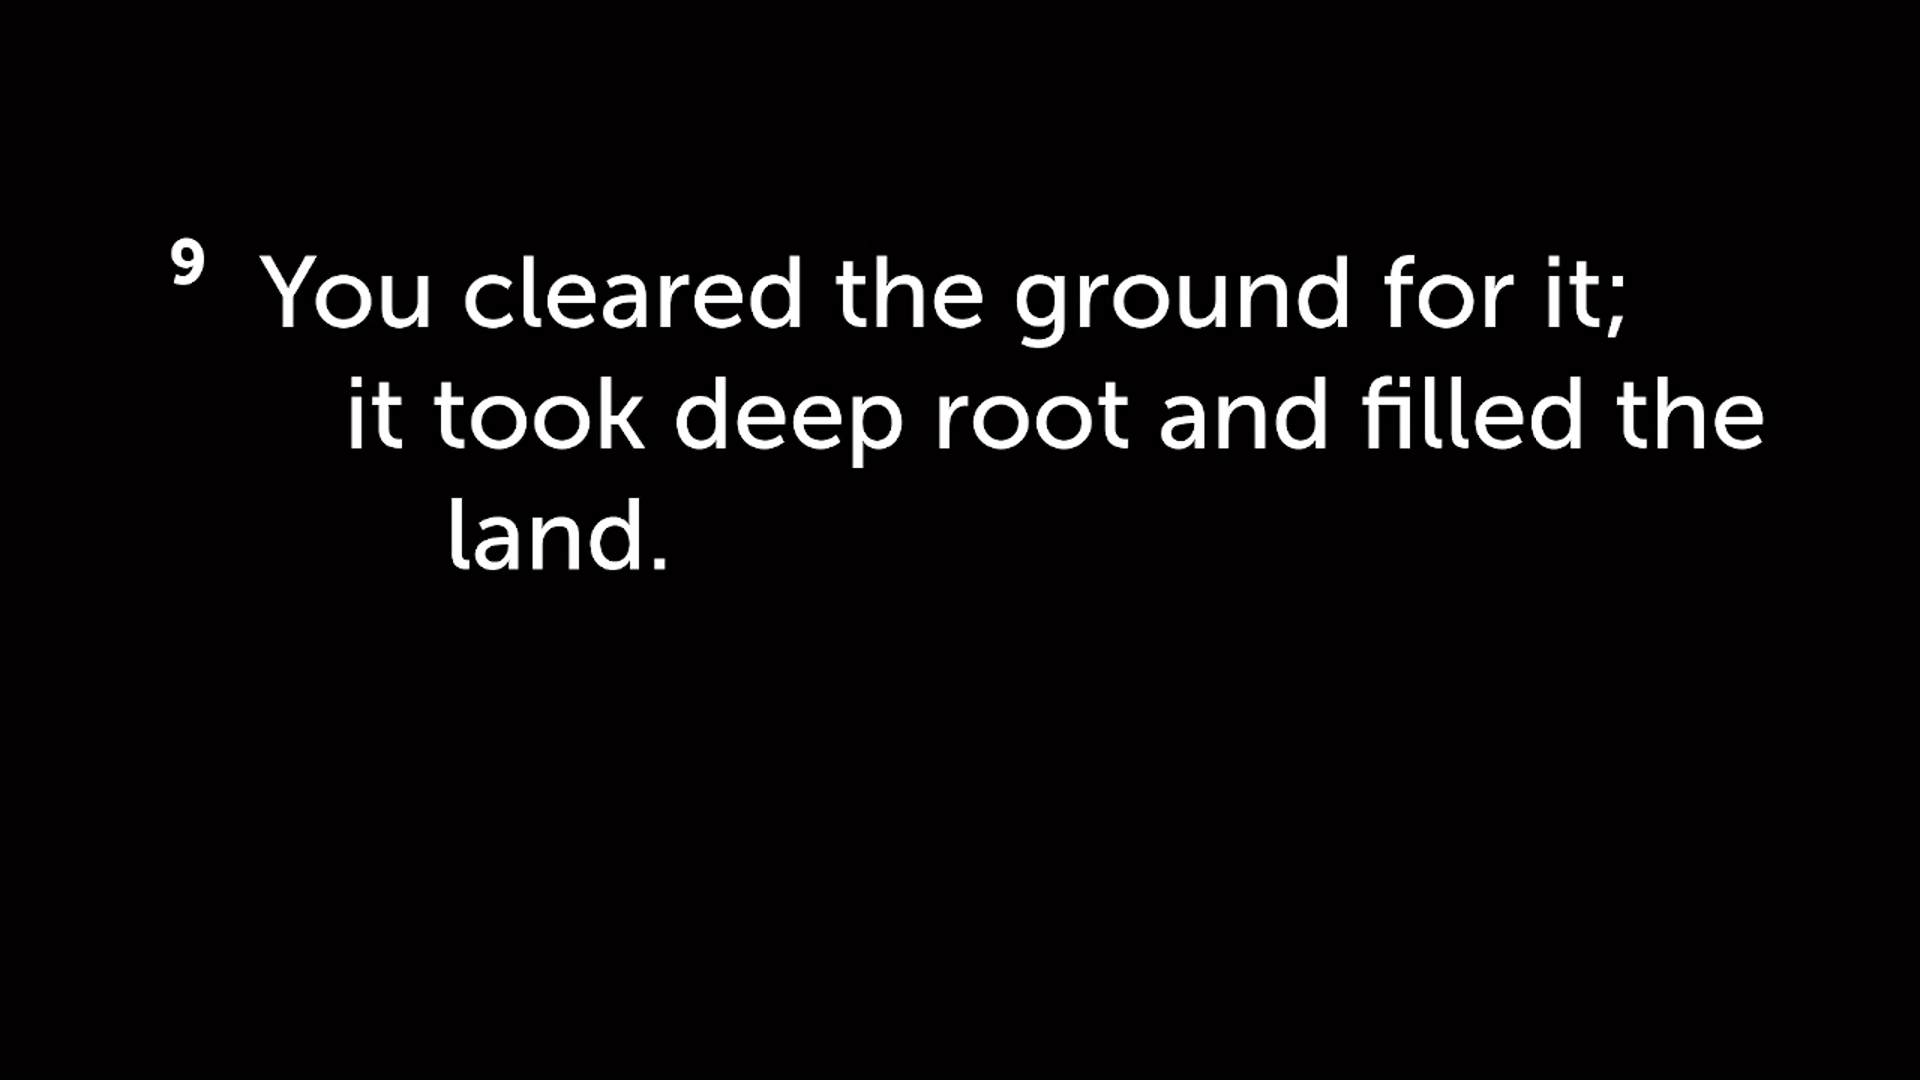 9 You cleared the ground for it;
it took deep root and filled the
land.